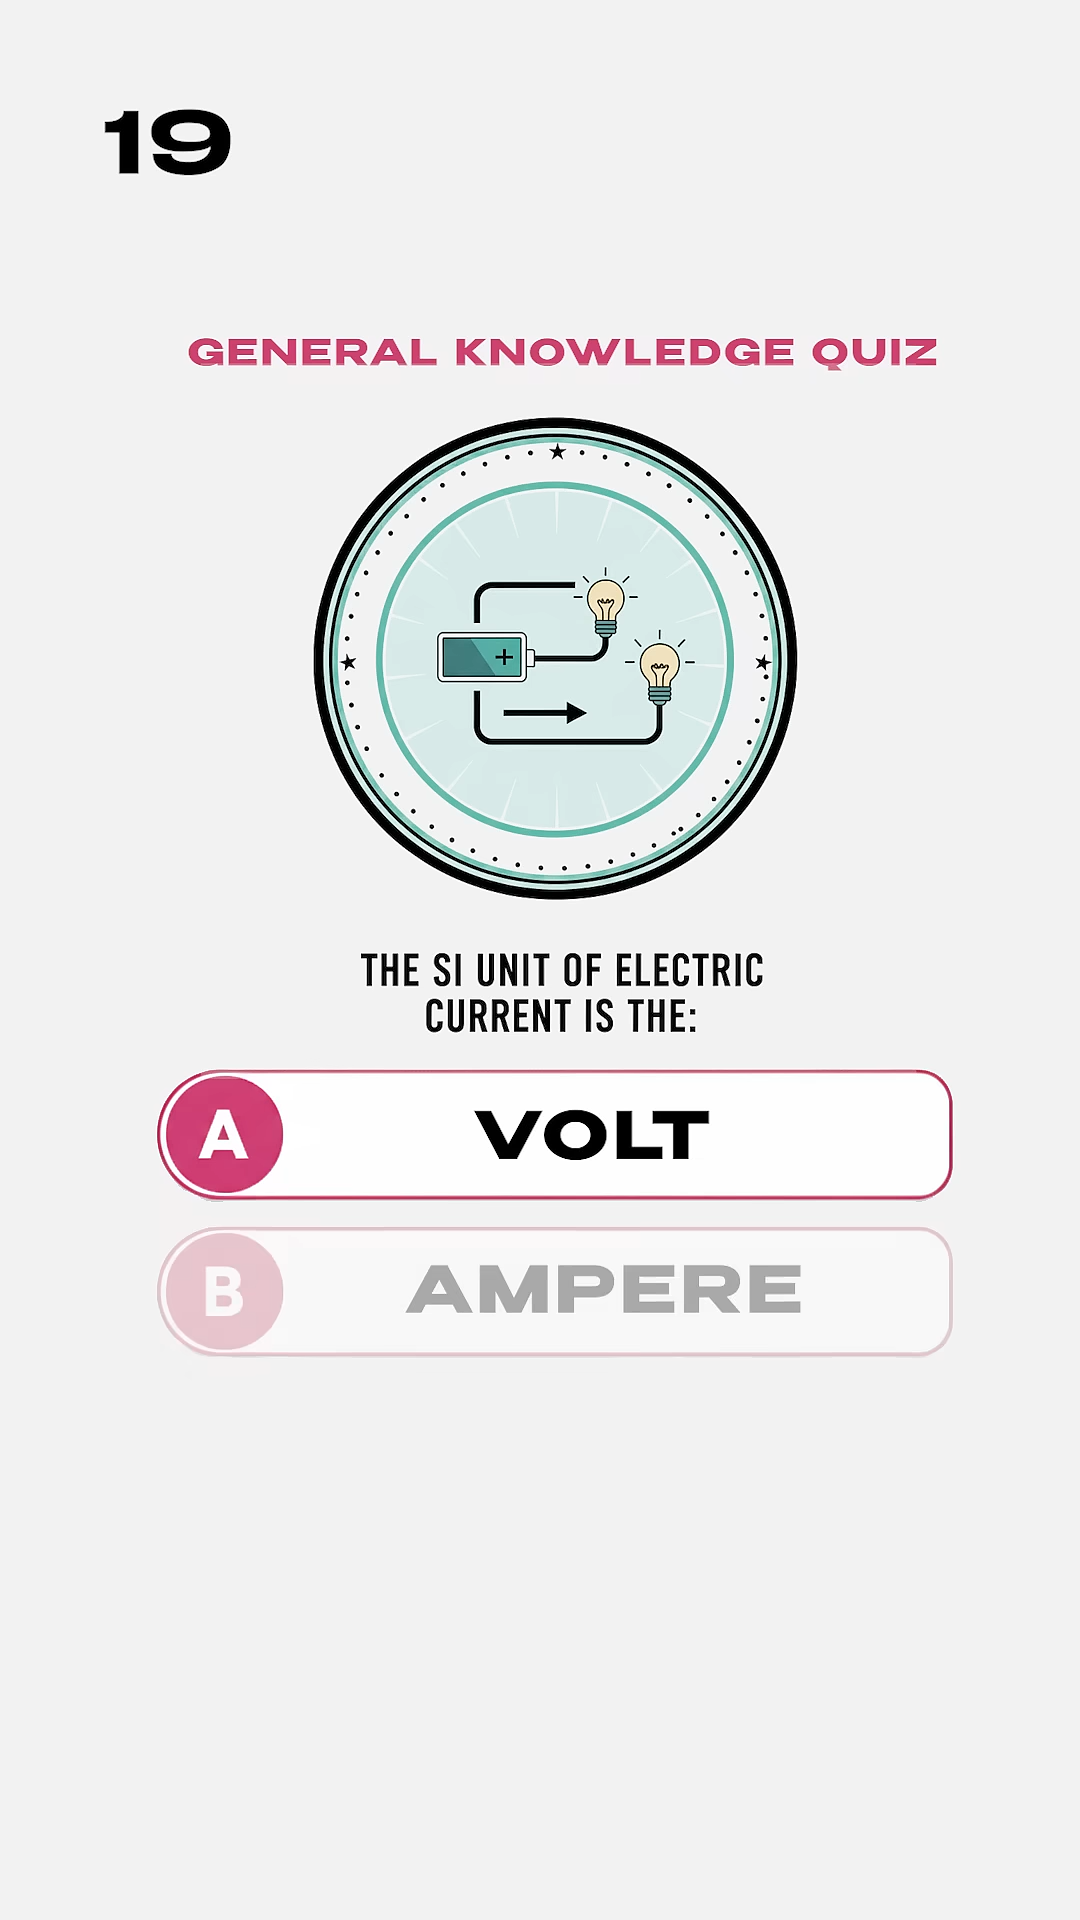 19
GENERAL KNOWLEDGE QUIZ
+
THE SI UNIT OF ELECTRIC
CURRENT IS THE:
A VOLT
B AMPERE